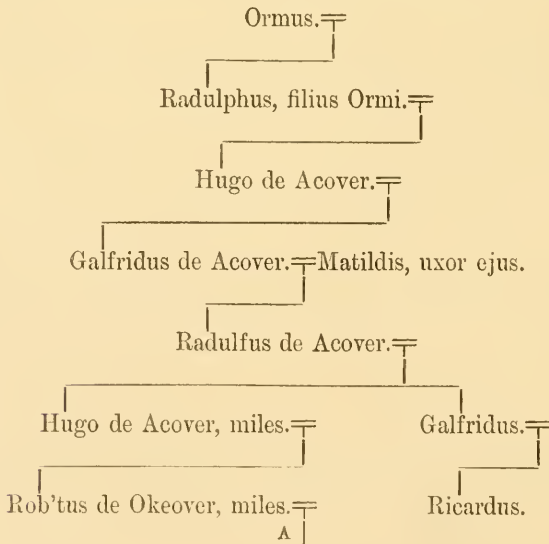 Ormus.
Radulphus, filius Ormi.
Hugo de Acover.
Galfridus de Acover. Matildis, uxor ejus.
Radulfus de Acover.
Hugo de Acover, miles. Galfridus.
Rob'tus de Okeover, miles. Ricardus.
A